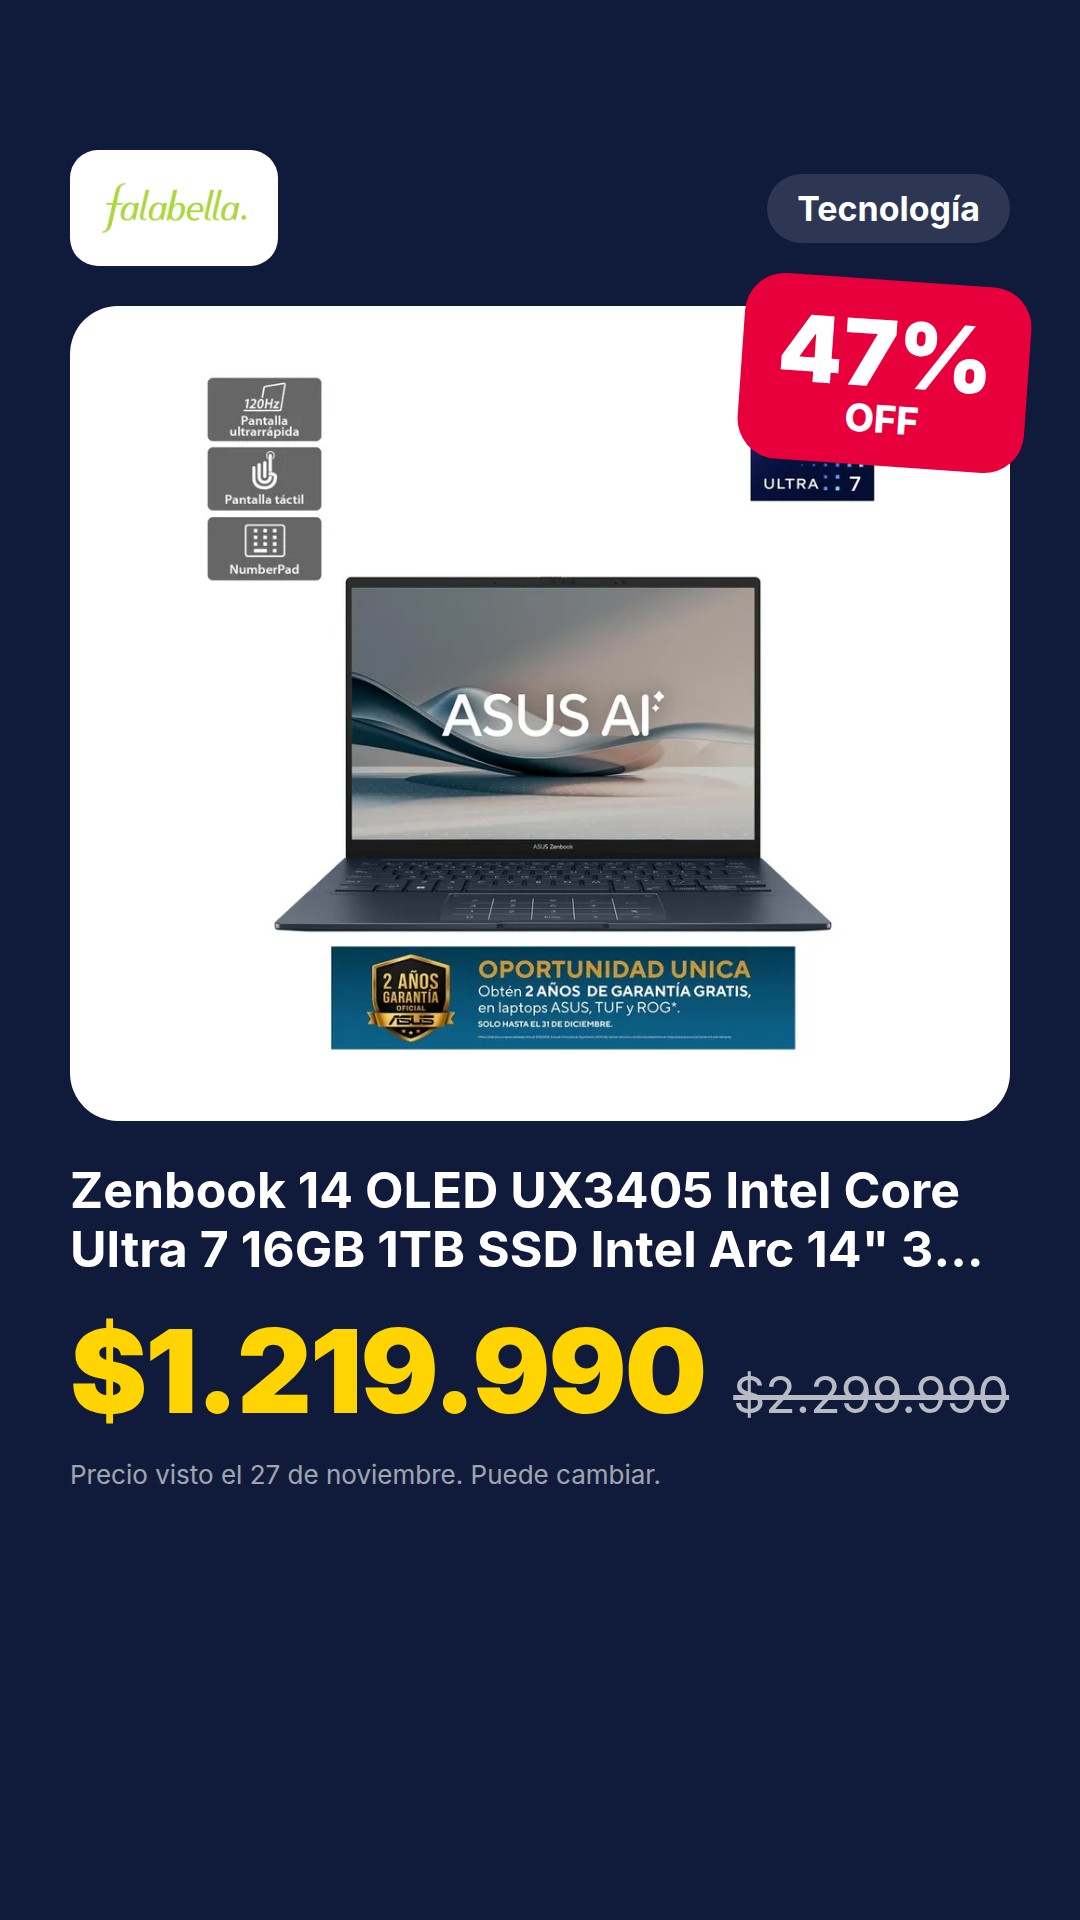 falabella.
Tecnología
47%
OFF
120Hz
Pantalla
ultrarrápida
Pantalla táctil
NumberPad
ULTRA 7
ASUS AI
ASUS Zenbook
2 AÑOS
GARANTÍA
OFICIAL
ASUS
OPORTUNIDAD UNICA
Obtén 2 AÑOS DE GARANTÍA GRATIS,
en laptops ASUS, TUF y ROG*.
SOLO HASTA EL 31 DE DICIEMBRE.
Zenbook 14 OLED UX3405 Intel Core
Ultra 7 16GB 1TB SSD Intel Arc 14" 3...
$1.219.990 $2.299.990
Precio visto el 27 de noviembre. Puede cambiar.